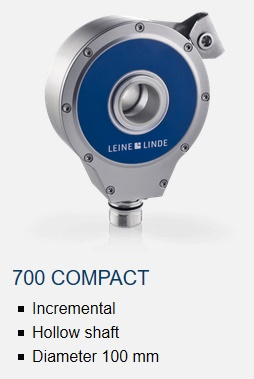 LEINE LINDE
700 COMPACT
Incremental
Hollow shaft
Diameter 100 mm